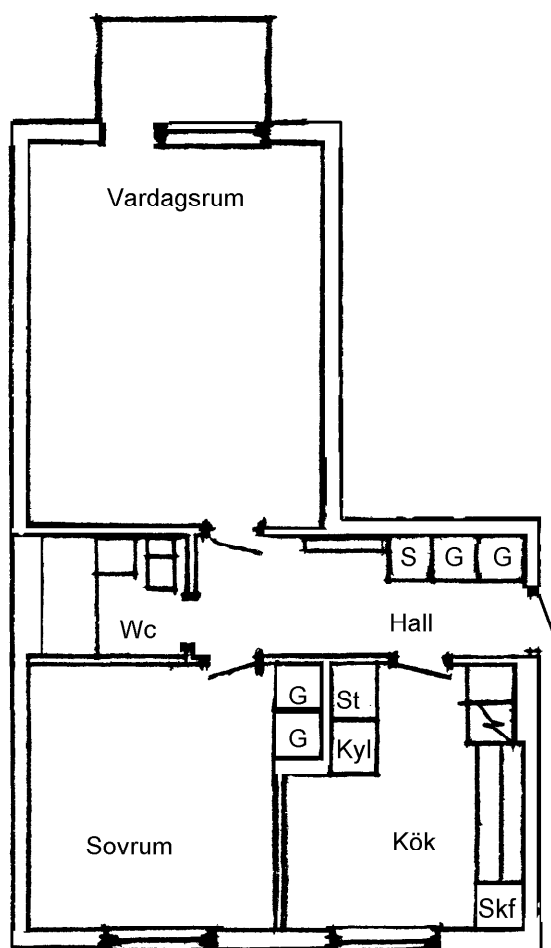 Vardagsrum
S G G
Wc
Hall
G
St
G
Kyl
Sovrum
Kök
Skf